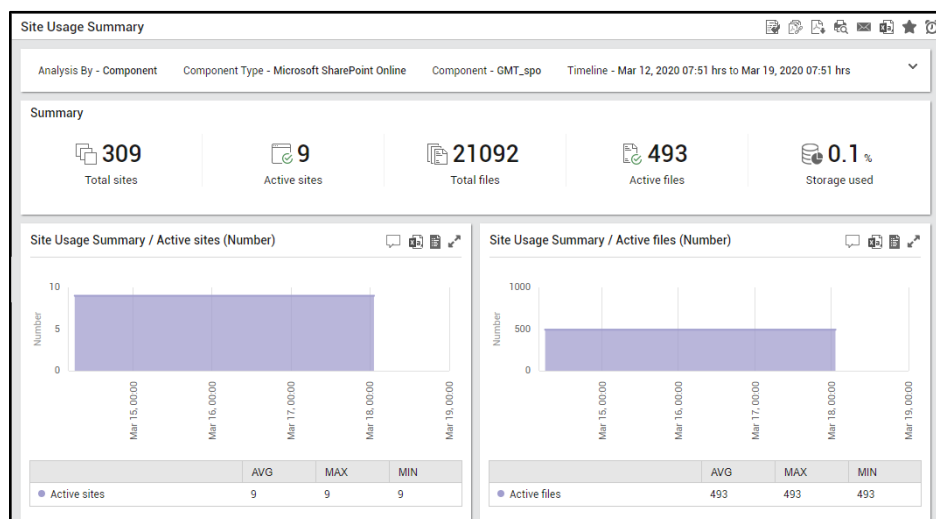 Site Usage Summary
Analysis By - Component Component Type - Microsoft SharePoint Online Component - GMT_spo Timeline - Mar 12, 2020 07:51 hrs to Mar 19, 2020 07:51 hrs
Summary
309 9 21092 493 0.1 %
Total sites Active sites Total files Active files Storage used
Site Usage Summary / Active sites (Number)
10
5
0
Number
Mar 15, 00:00
Mar 16, 00:00
Mar 17, 00:00
Mar 18, 00:00
Mar 19, 00:00
AVG MAX MIN
Active sites 9 9 9
Site Usage Summary / Active files (Number)
1000
500
0
Number
Mar 15, 00:00
Mar 16, 00:00
Mar 17, 00:00
Mar 18, 00:00
Mar 19, 00:00
AVG MAX MIN
Active files 493 493 493